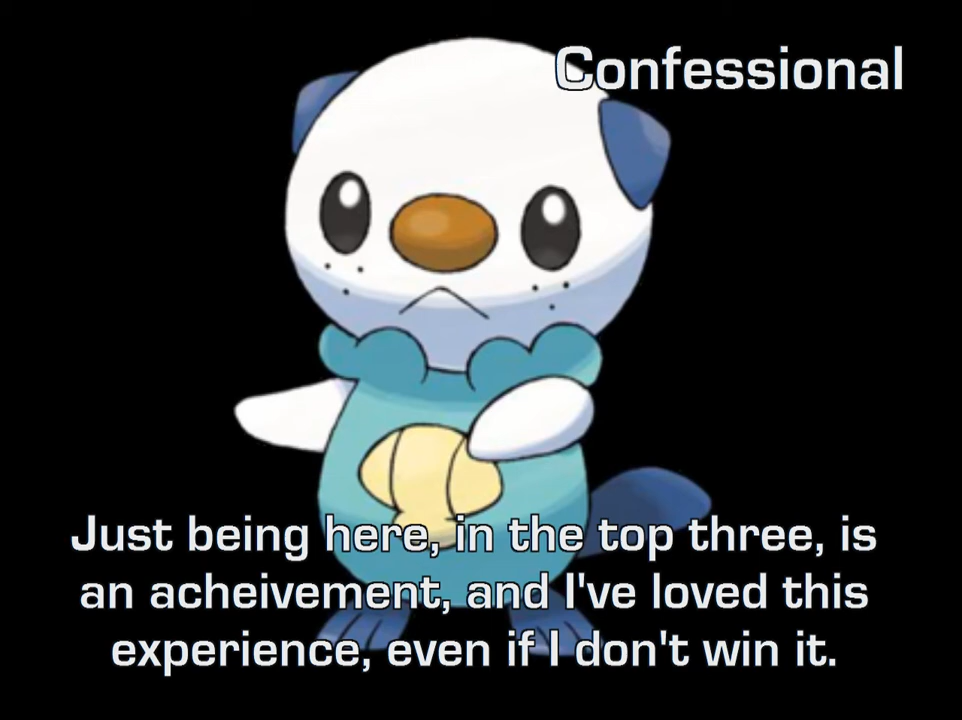 Confessional
Just being here, in the top three, is
an acheivement, and I've loved this
experience, even if I don't win it.